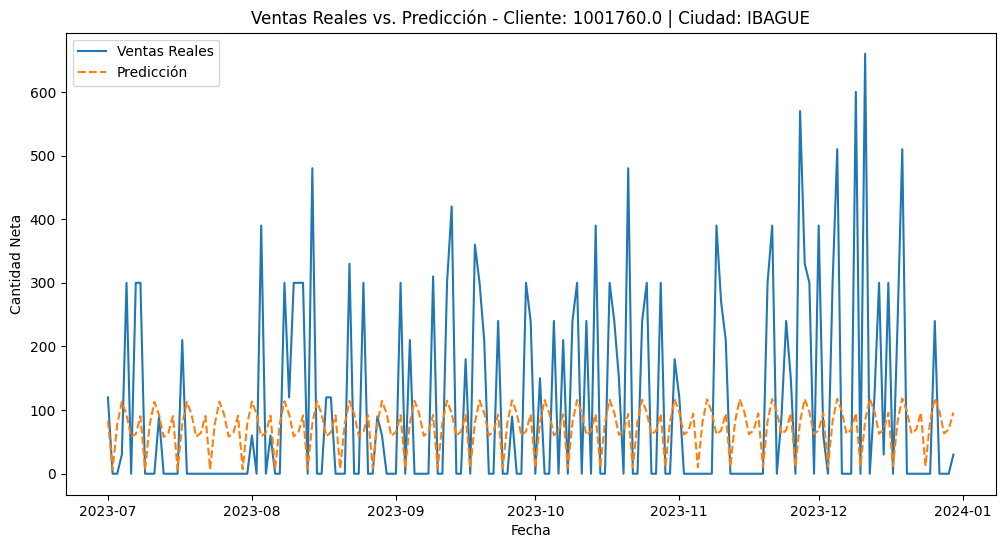 Ventas Reales vs. Predicción - Cliente: 1001760.0 | Ciudad: IBAGUE
Ventas Reales
Predicción
Cantidad Neta
600
500
400
300
200
100
0
2023-07
2023-08
2023-09
2023-10
2023-11
2023-12
2024-01
Fecha